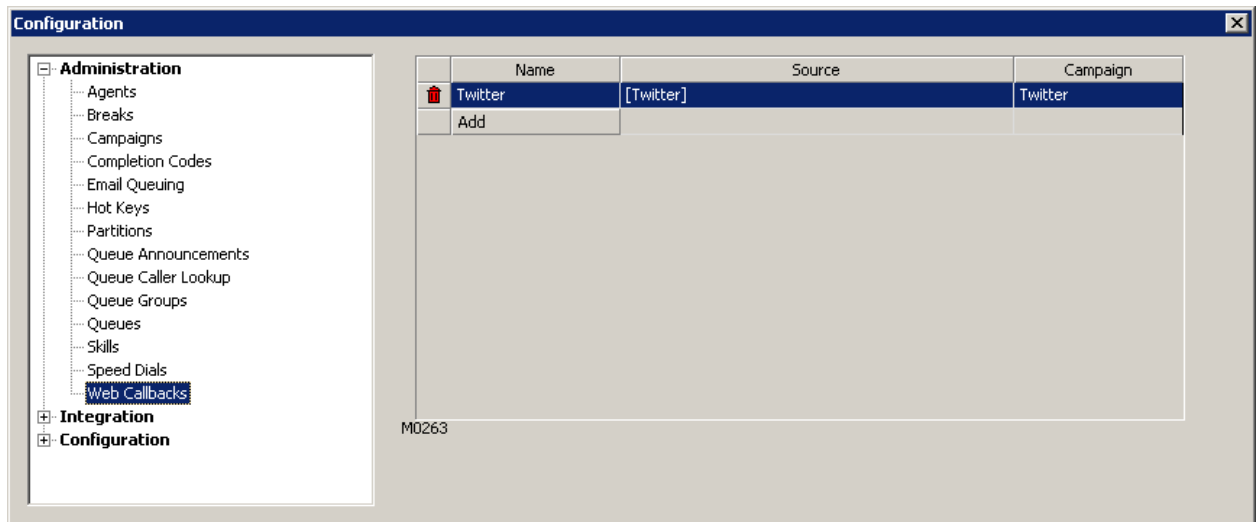 Configuration
Administration
Agents
Breaks
Campaigns
Completion Codes
Email Queuing
Hot Keys
Partitions
Queue Announcements
Queue Caller Lookup
Queue Groups
Queues
Skills
Speed Dials
Web Callbacks
Integration
Configuration
Name Source Campaign
Twitter [Twitter] Twitter
Add
M0263